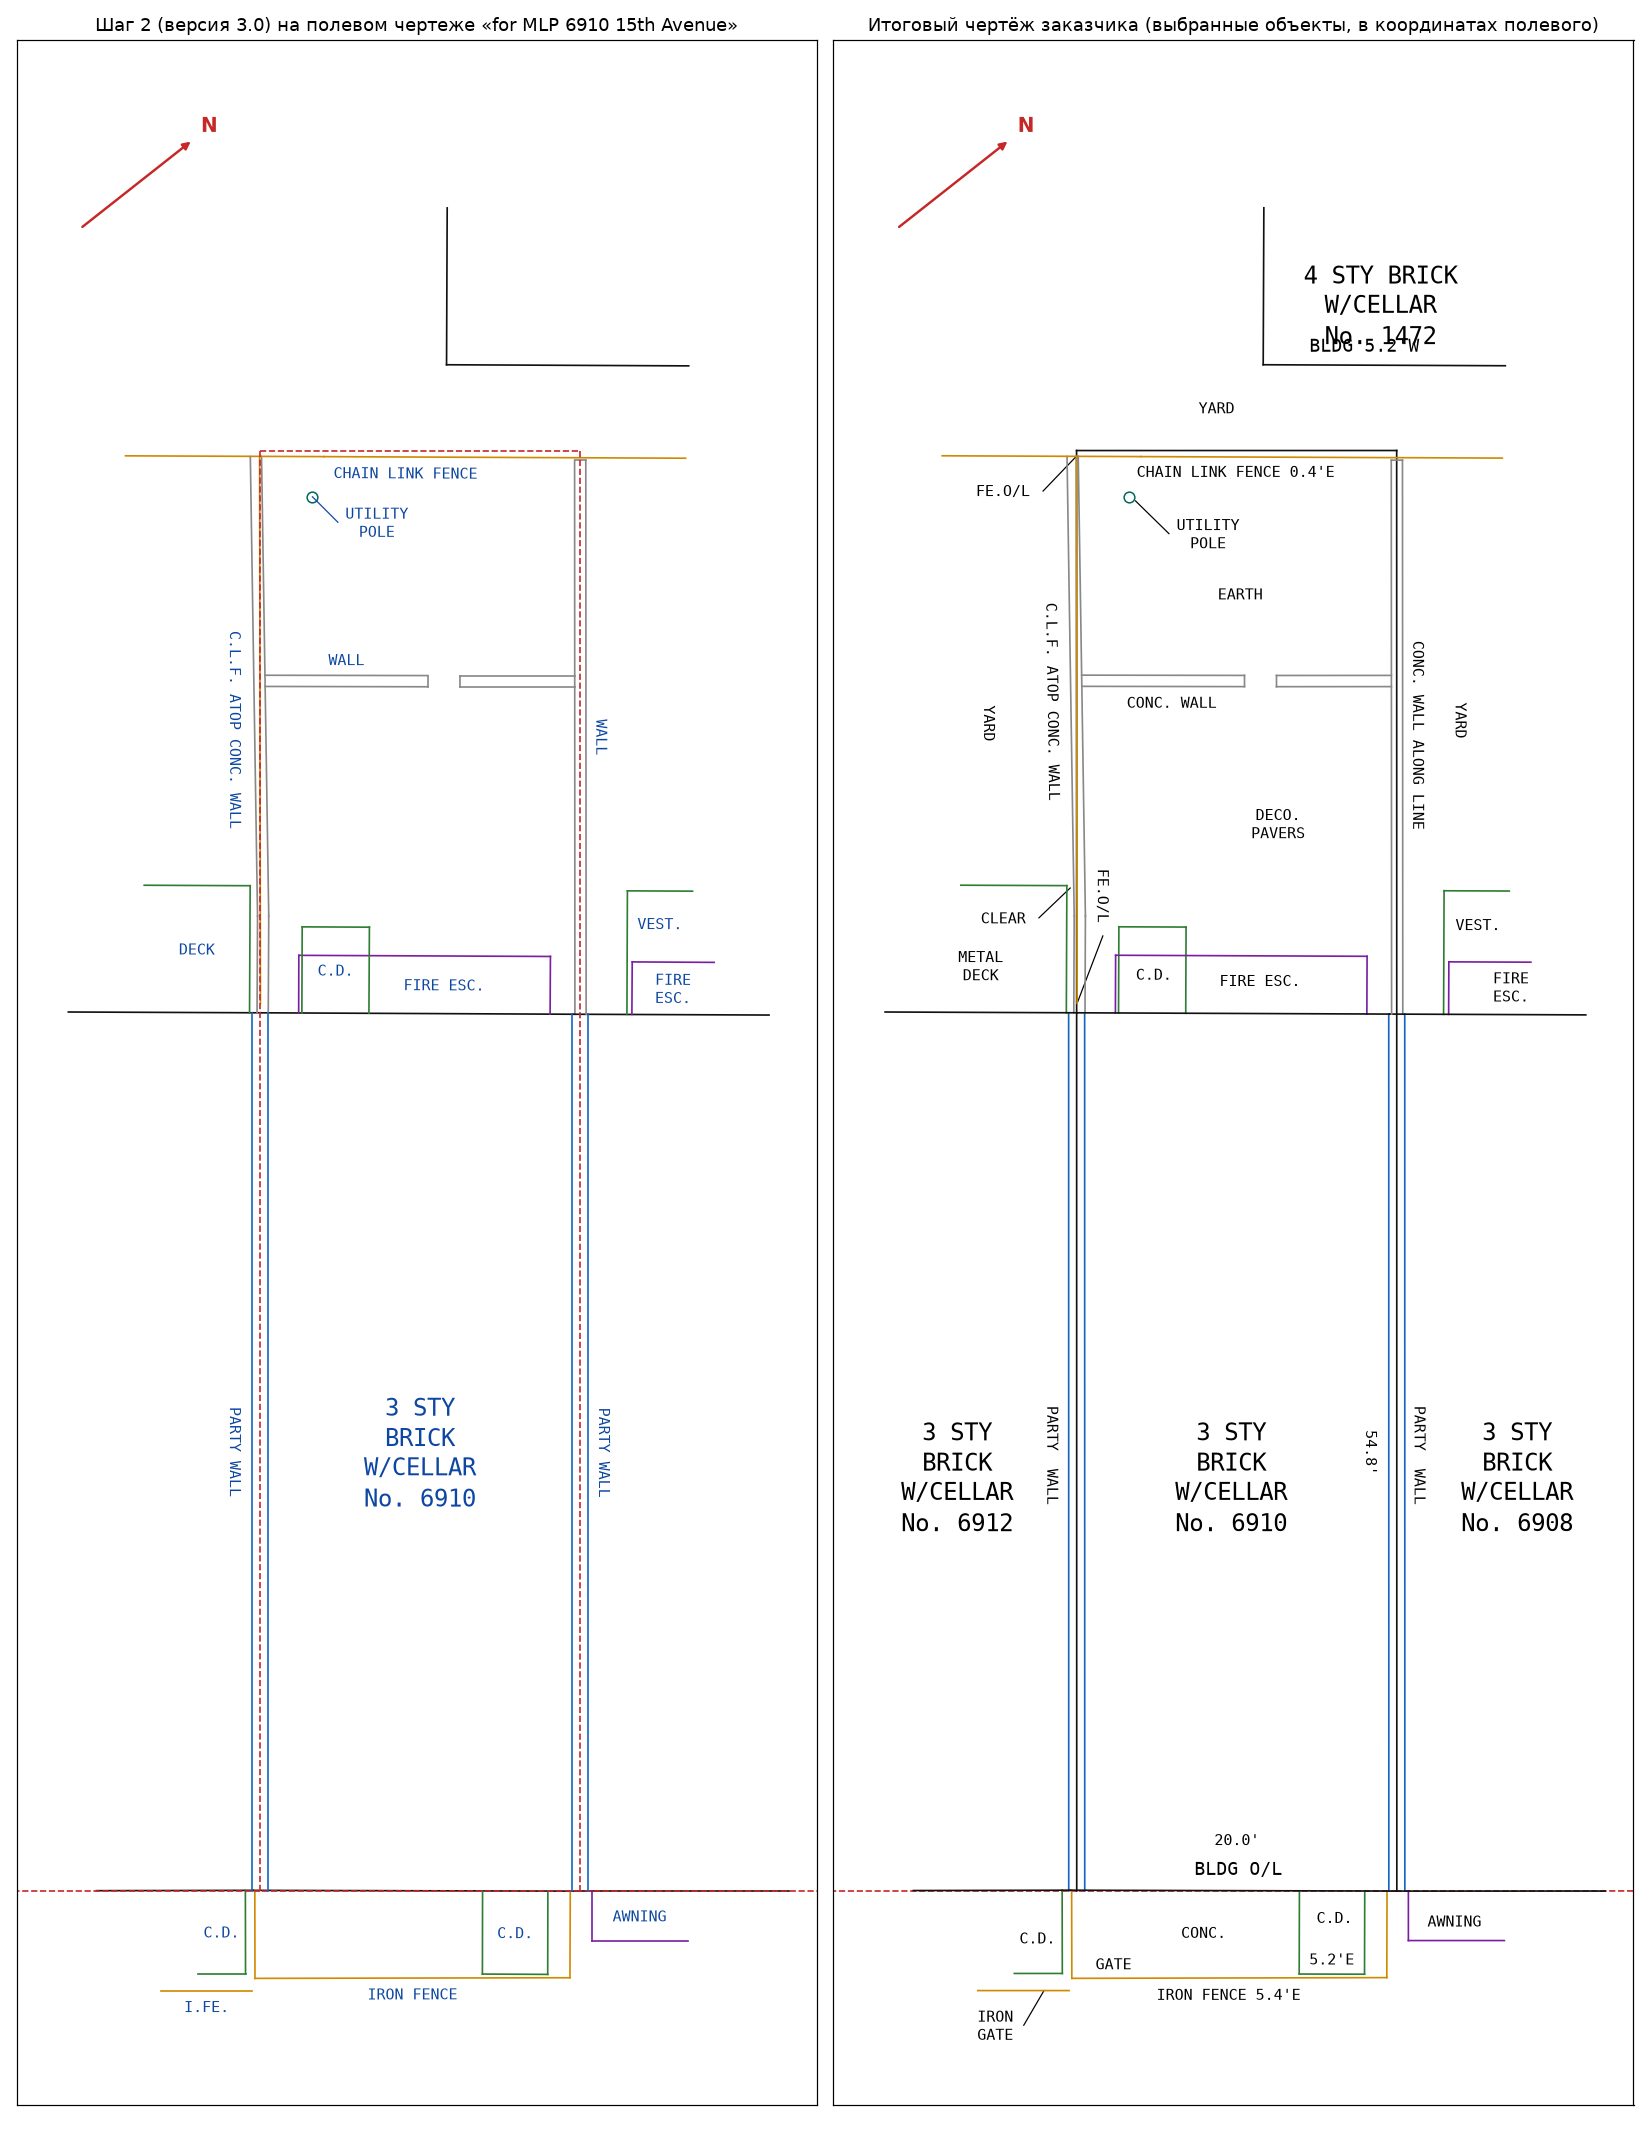 Шаг 2 (версия 3.0) на полевом чертеже «for MLP 6910 15th Avenue»
N
CHAIN LINK FENCE
UTILITY
POLE
C.L.F. ATOP CONC. WALL
WALL
WALL
DECK
C.D.
FIRE ESC.
VEST.
FIRE
ESC.
PARTY WALL
3 STY
BRICK
W/CELLAR
No. 6910
PARTY WALL
C.D.
C.D.
AWNING
I.FE.
IRON FENCE
Итоговый чертёж заказчика (выбранные объекты, в координатах полевого)
N
4 STY BRICK
W/CELLAR
No. 1472
BLDG 5.2'W
YARD
CHAIN LINK FENCE 0.4'E
FE.O/L
UTILITY
POLE
EARTH
C.L.F. ATOP CONC. WALL
CONC. WALL ALONG LINE
CONC. WALL
YARD
YARD
DECO.
PAVERS
FE.O/L
CLEAR
METAL
DECK
C.D.
FIRE ESC.
VEST.
FIRE
ESC.
3 STY
BRICK
W/CELLAR
No. 6912
PARTY WALL
3 STY
BRICK
W/CELLAR
No. 6910
54.8'
PARTY WALL
3 STY
BRICK
W/CELLAR
No. 6908
20.0'
BLDG O/L
C.D.
CONC.
C.D.
AWNING
GATE
5.2'E
IRON FENCE 5.4'E
IRON
GATE